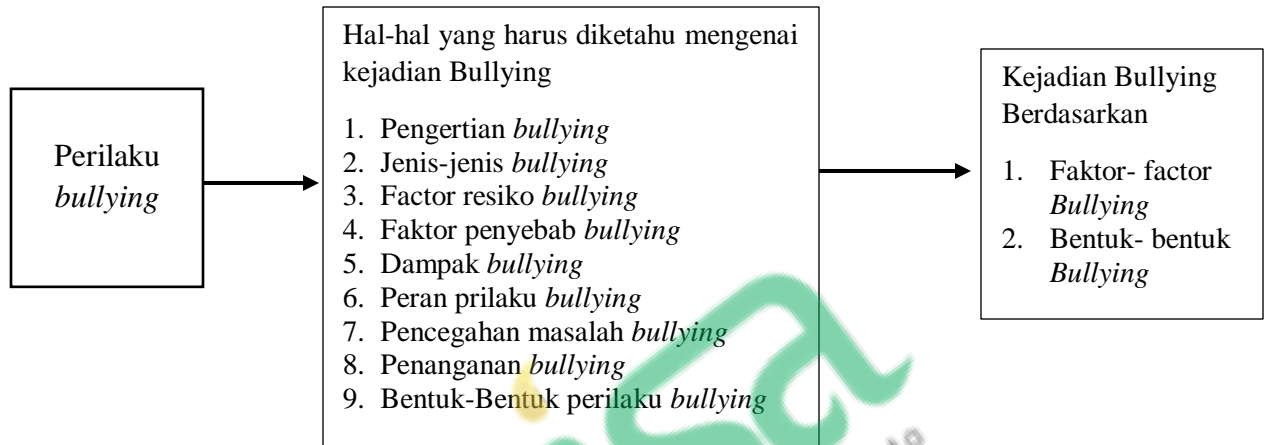 Perilaku
bullying
Hal-hal yang harus diketahu mengenai
kejadian Bullying
1. Pengertian bullying
2. Jenis-jenis bullying
3. Factor resiko bullying
4. Faktor penyebab bullying
5. Dampak bullying
6. Peran prilaku bullying
7. Pencegahan masalah bullying
8. Penanganan bullying
9. Bentuk-Bentuk perilaku bullying
Kejadian Bullying
Berdasarkan
1. Faktor- factor
Bullying
2. Bentuk- bentuk
Bullying